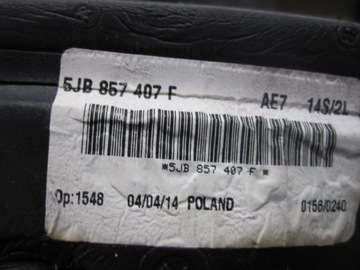 5JB 857 407 F AE7 14S/2L
*5JB 857 407 F *
Op:1548 04/04/14 POLAND 0156/0240